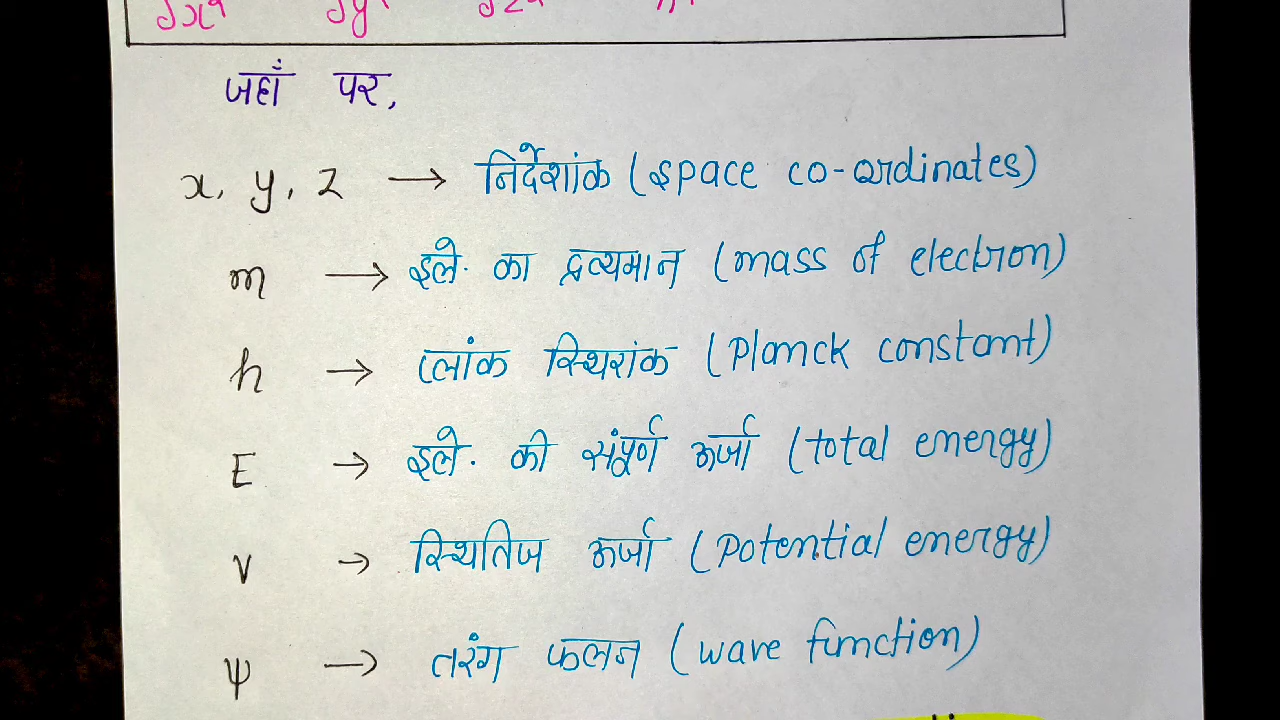 जहाँ पर,
x, y, z → निर्देशांक (space co-ordinates)
m → इले. का द्रव्यमान (mass of electron)
h → प्लांक स्थिरांक (Planck constant)
E → इले. की संपूर्ण ऊर्जा (total energy)
v → स्थितिज ऊर्जा (Potential energy)
ψ → तरंग फलन (wave function)